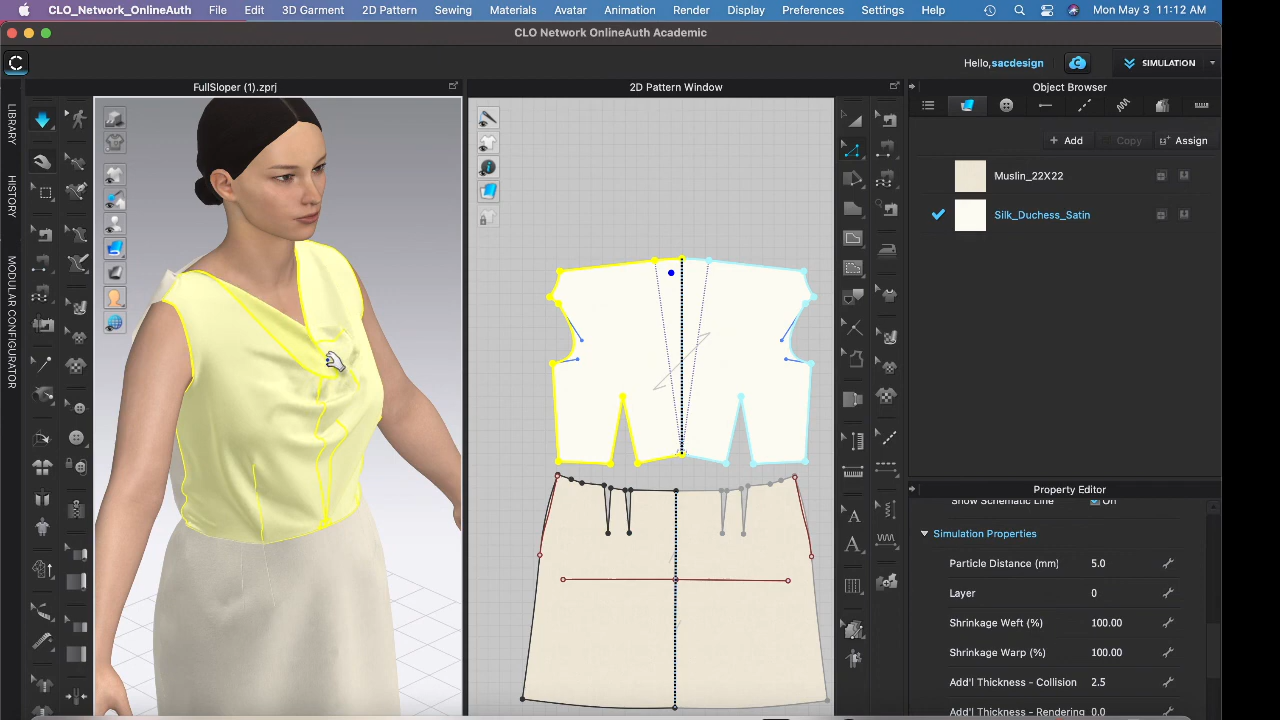 CLO_Network_OnlineAuth File Edit 3D Garment 2D Pattern Sewing Materials Avatar Animation Render Display Preferences Settings Help Mon May 3 11:12 AM
CLO Network OnlineAuth Academic
Hello, sacdesign SIMULATION
FullSloper (1).zprj
2D Pattern Window
Object Browser
LIBRARY
HISTORY
MODULAR CONFIGURATOR
+ Add Copy Assign
Muslin_22X22
Silk_Duchess_Satin
Property Editor
Show Schematic Line On
Simulation Properties
Particle Distance (mm) 5.0
Layer 0
Shrinkage Weft (%) 100.00
Shrinkage Warp (%) 100.00
Add'l Thickness - Collision 2.5
Add'l Thickness - Rendering 0.0
A
A